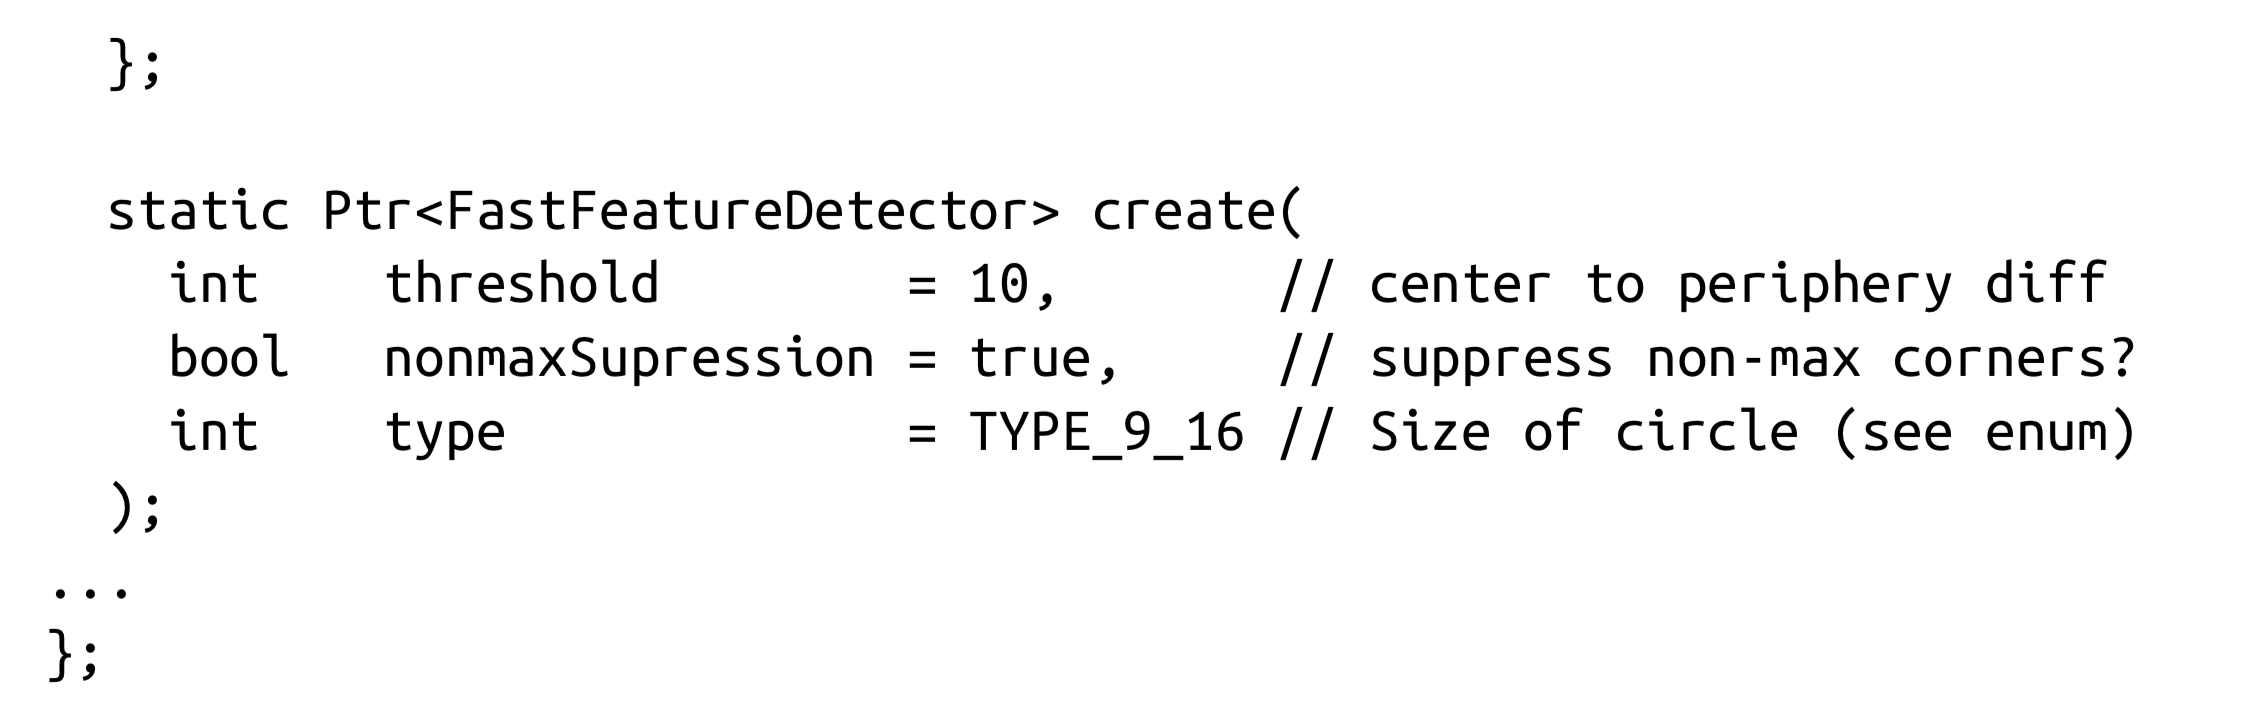 };
static Ptr<FastFeatureDetector> create(
int threshold = 10, // center to periphery diff
bool nonmaxSupression = true, // suppress non-max corners?
int type = TYPE_9_16 // Size of circle (see enum)
);
...
};